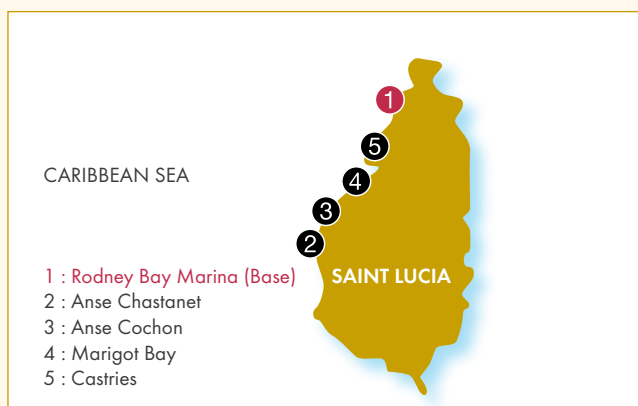 1
5
CARIBBEAN SEA
4
3
2
1 : Rodney Bay Marina (Base)
SAINT LUCIA
2 : Anse Chastanet
3 : Anse Cochon
4 : Marigot Bay
5 : Castries